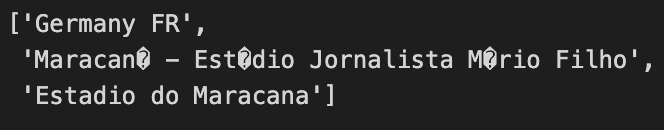 ['Germany FR',
'Maracan� - Est�dio Jornalista M�rio Filho',
'Estadio do Maracana']